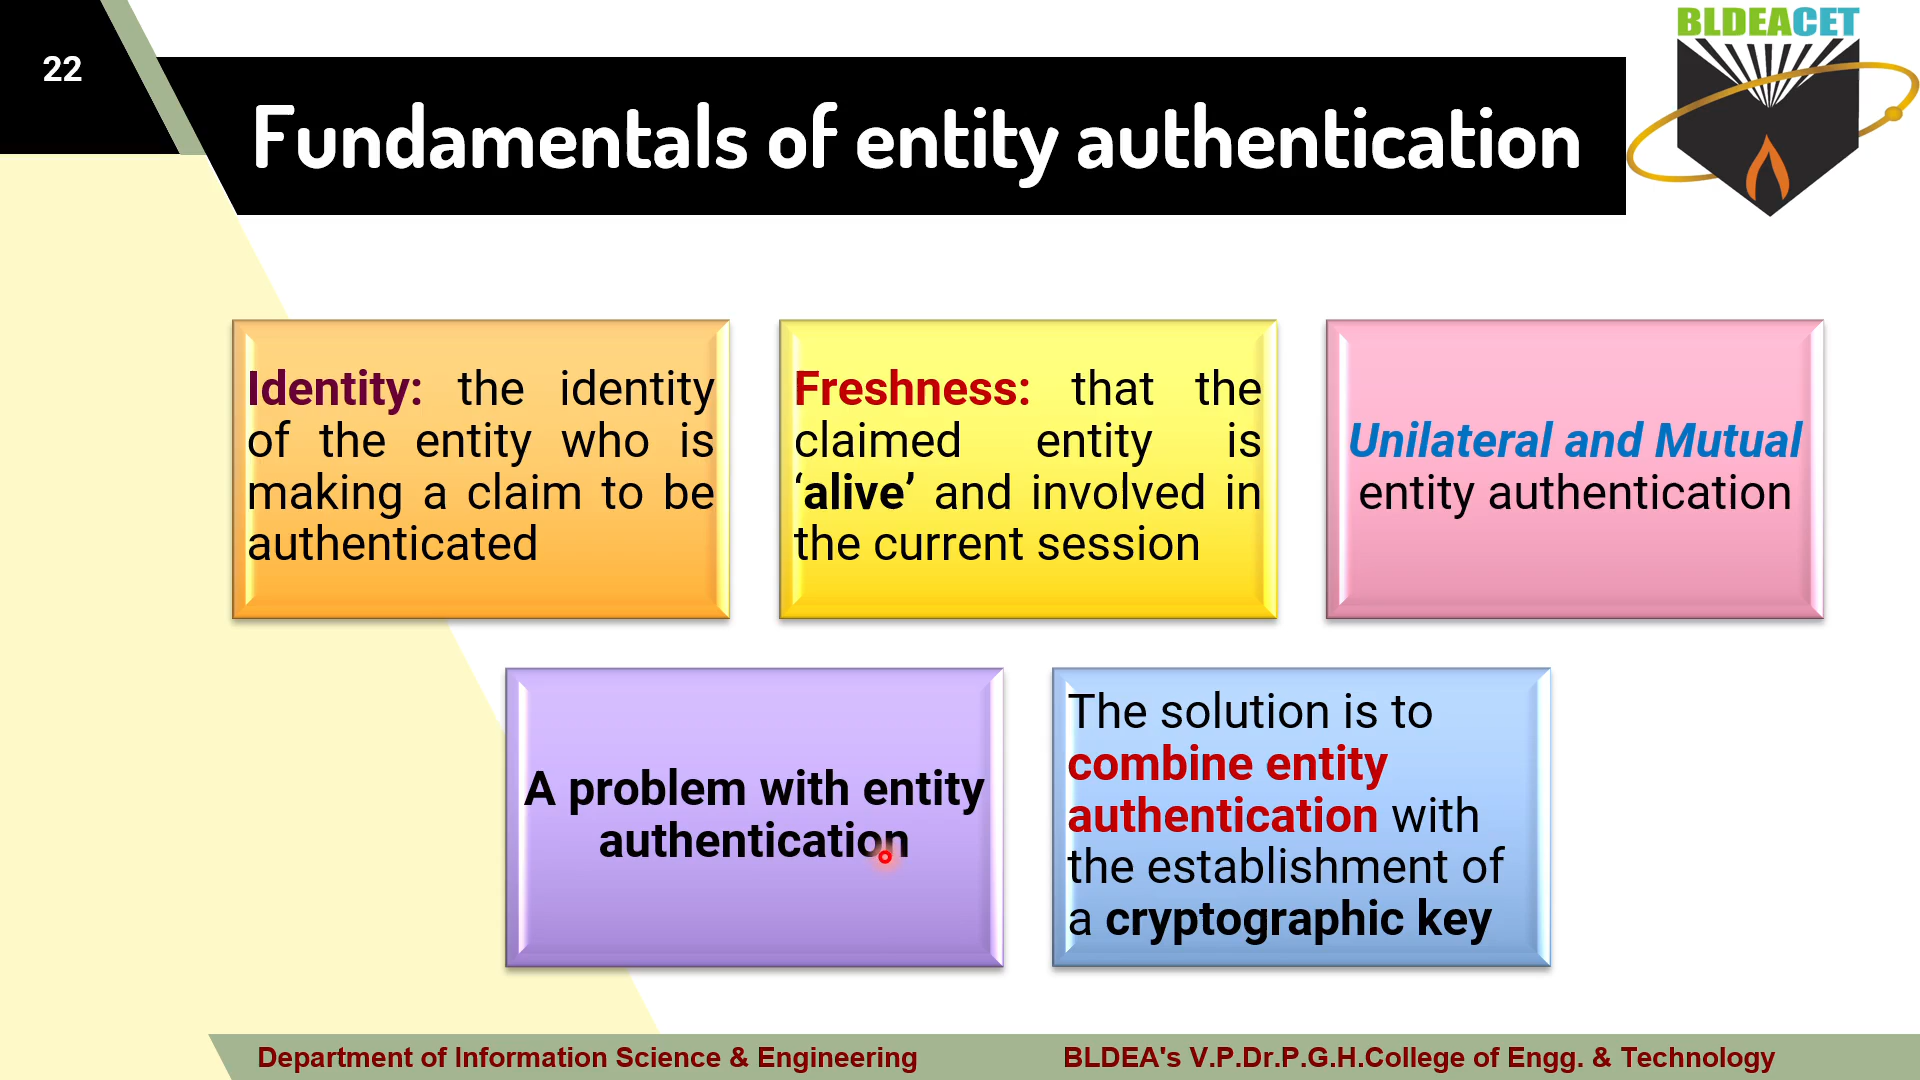 22
BLDEACET
Fundamentals of entity authentication
Identity: the identity
of the entity who is
making a claim to be
authenticated
Freshness: that the
claimed entity is
‘alive’ and involved in
the current session
Unilateral and Mutual
entity authentication
A problem with entity
authentication
The solution is to
combine entity
authentication with
the establishment of
a cryptographic key
Department of Information Science & Engineering
BLDEA's V.P.Dr.P.G.H.College of Engg. & Technology